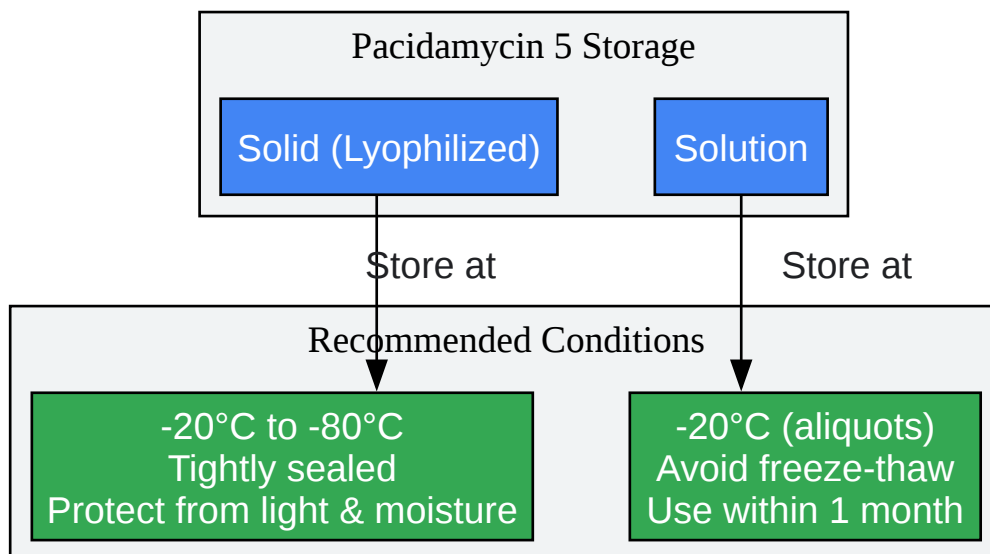 Pacidamycin 5 Storage
Solid (Lyophilized)
Solution
Store at
Store at
Recommended Conditions
-20°C to -80°C
Tightly sealed
Protect from light & moisture
-20°C (aliquots)
Avoid freeze-thaw
Use within 1 month